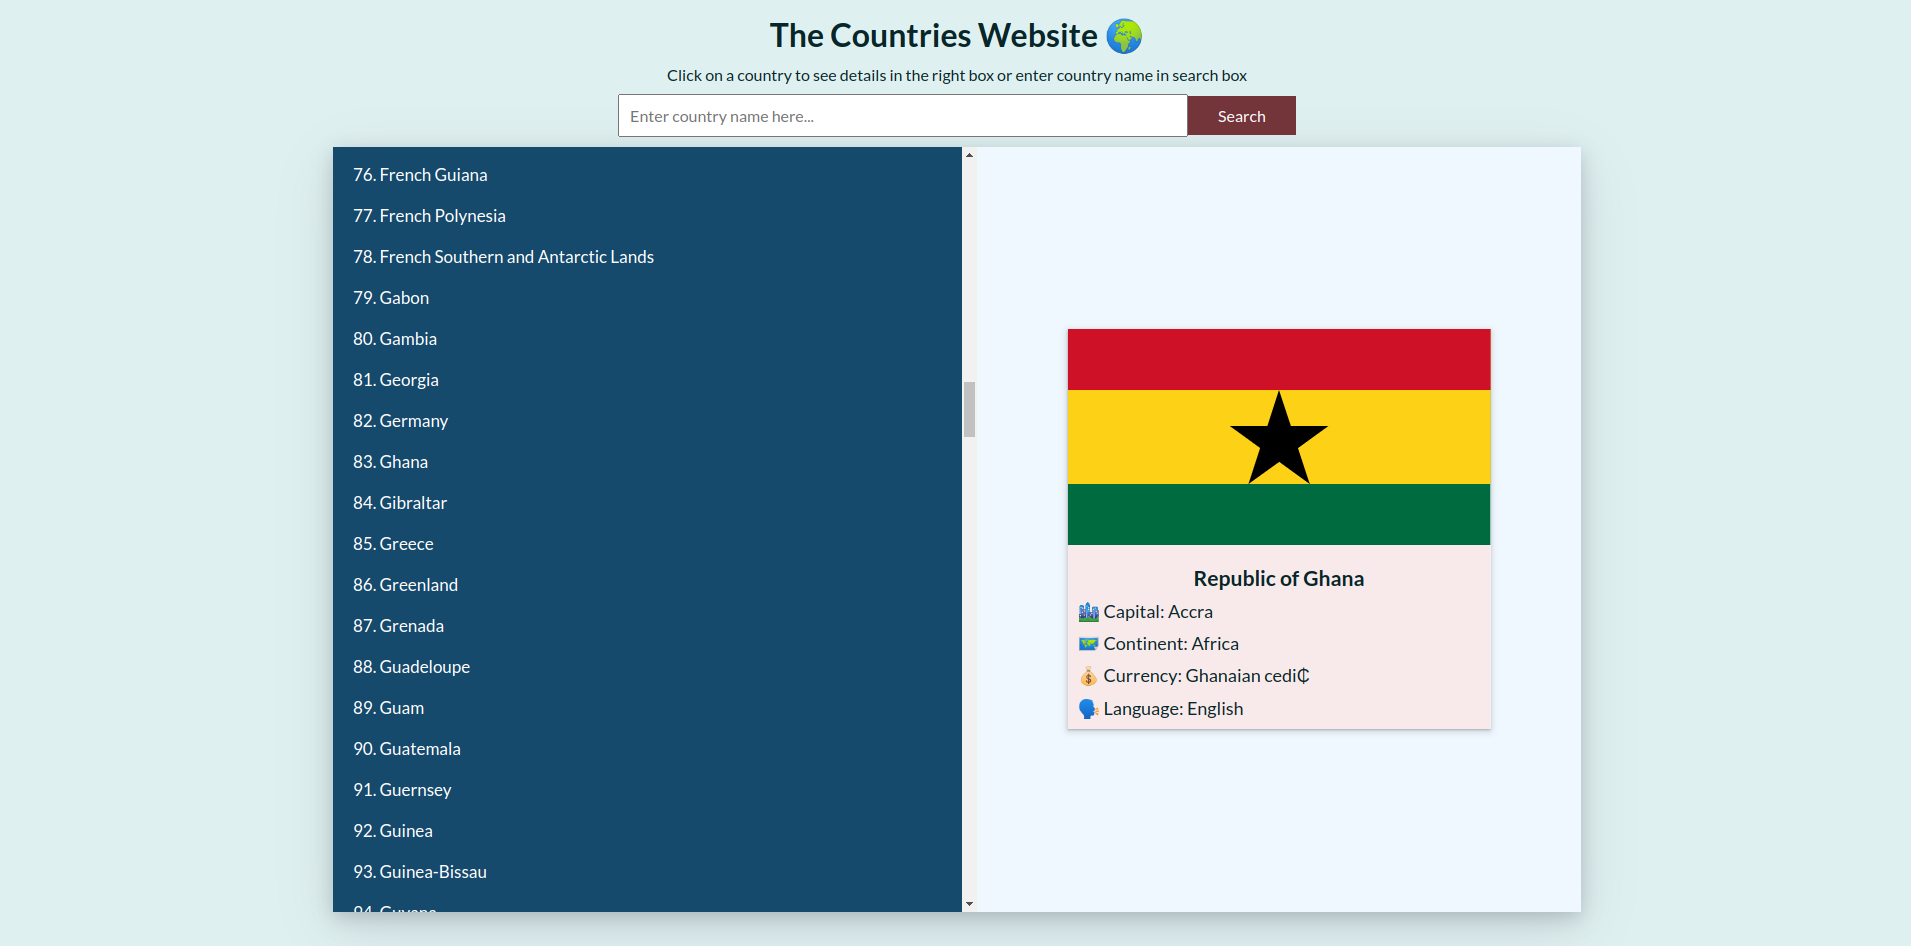 The Countries Website 🌍
Click on a country to see details in the right box or enter country name in search box
Enter country name here...
Search
76. French Guiana
77. French Polynesia
78. French Southern and Antarctic Lands
79. Gabon
80. Gambia
81. Georgia
82. Germany
83. Ghana
84. Gibraltar
85. Greece
86. Greenland
87. Grenada
88. Guadeloupe
89. Guam
90. Guatemala
91. Guernsey
92. Guinea
93. Guinea-Bissau
94. Guyana
Republic of Ghana
🏙️ Capital: Accra
🗺️ Continent: Africa
💰 Currency: Ghanaian cedi₵
🗣️ Language: English